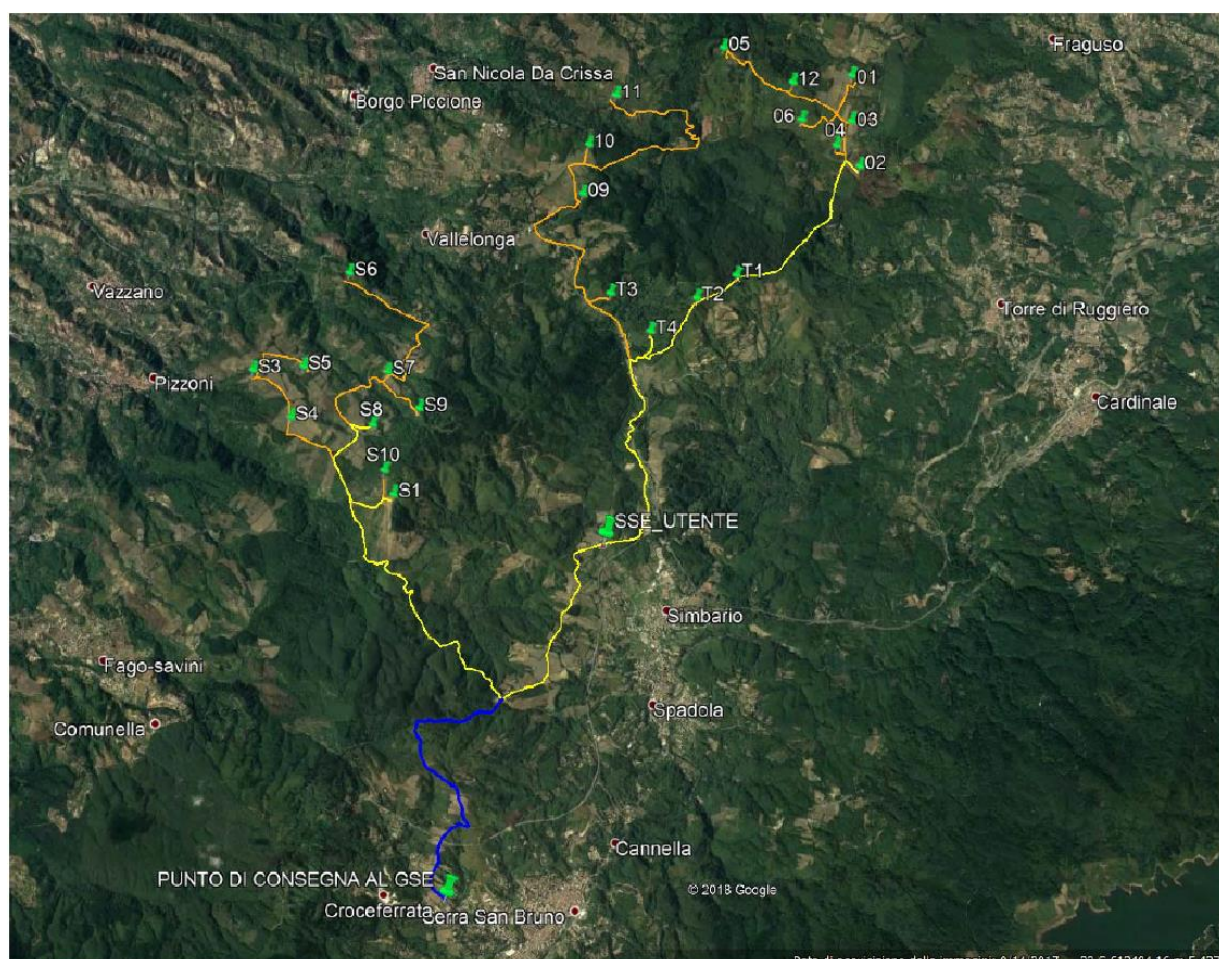 05
Fraguso
San Nicola Da Crissa
12
01
11
Borgo Piccione
06
03
04
10
02
09
Vallelonga
S6
T1
Vazzano
T3
T2
Torre di Ruggiero
T4
S3
S5
S7
Pizzoni
S9
Cardinale
S4
S8
S10
S1
SSE_UTENTE
Simbario
Fago-savini
Spadola
Comunella
Cannella
PUNTO DI CONSEGNA AL GSE
© 2018 Google
Croceferrata
Serra San Bruno